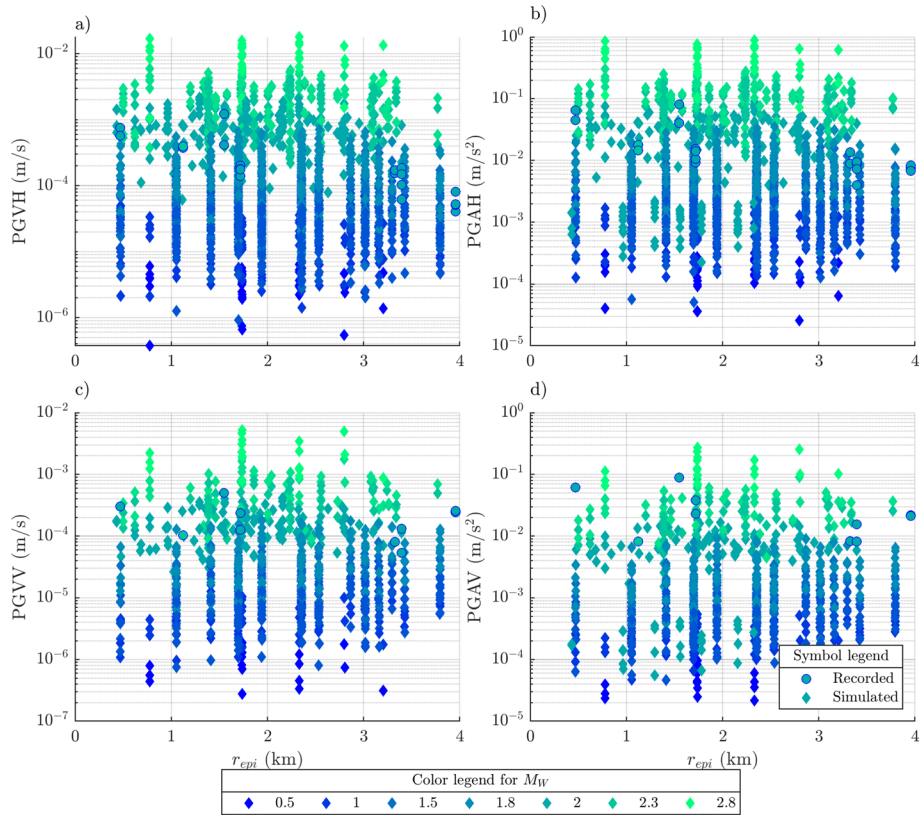 a)
b)
10^-2
10^-4
10^-6
PGVH (m/s)
0 1 2 3 4
10^0
10^-1
10^-2
10^-3
10^-4
10^-5
PGAH (m/s^2)
0 1 2 3 4
c)
d)
10^-2
10^-3
10^-4
10^-5
10^-6
10^-7
PGVV (m/s)
0 1 2 3 4
r_epi (km)
10^0
10^-1
10^-2
10^-3
10^-4
10^-5
PGAV (m/s^2)
Symbol legend
Recorded
Simulated
0 1 2 3 4
r_epi (km)
Color legend for M_W
0.5 1 1.5 1.8 2 2.3 2.8